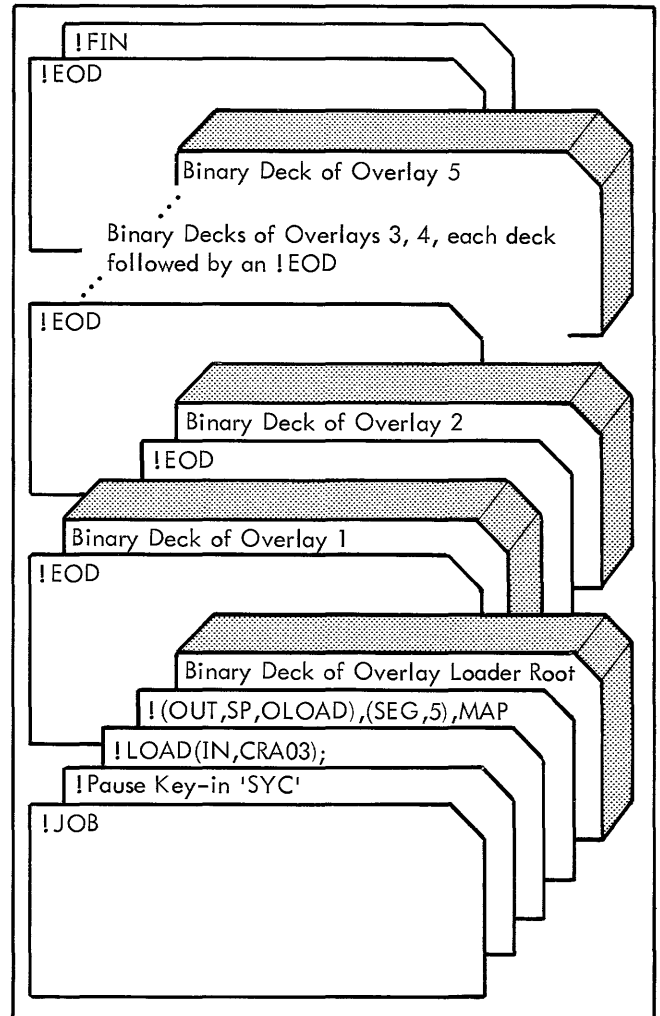 !FIN
!EOD
Binary Deck of Overlay 5
Binary Decks of Overlays 3, 4, each deck
followed by an !EOD
!EOD
Binary Deck of Overlay 2
!EOD
Binary Deck of Overlay 1
!EOD
Binary Deck of Overlay Loader Root
!(OUT,SP,OLOAD),(SEG,5),MAP
!LOAD(IN,CRA03);
!Pause Key-in 'SYC'
!JOB